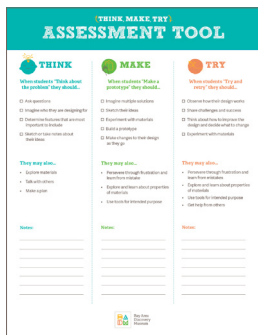 {THINK, MAKE, TRY}
ASSESSMENT TOOL
THINK
When students "Think about
the problem" they should...
Ask questions
Imagine who they are designing for
Determine features that are most
important to include
Sketch or take notes about
their ideas
They may also...
Explore materials
Talk with others
Make a plan
Notes:
MAKE
When students "Make a
prototype" they should...
Imagine multiple solutions
Sketch their ideas
Experiment with materials
Build a prototype
Make changes to their design
as they go
They may also...
Persevere through frustration and
learn from mistakes
Explore and learn about properties
of materials
Use tools for intended purpose
Notes:
TRY
When students "Try and
retry" they should...
Observe how their design works
Share challenges and success
Think about how to improve the
design and decide what to change
Experiment with materials
They may also...
Persevere through frustration and
learn from mistakes
Explore and learn about properties
of materials
Use tools for intended purpose
Get help from others
Notes:
Bay Area
Discovery
Museum